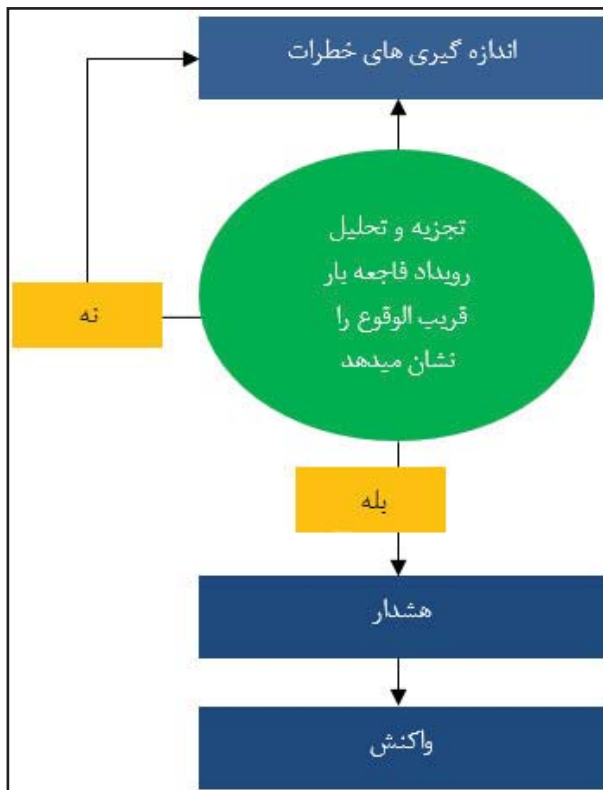 اندازه گیری های خطرات
تجزیه و تحلیل
رویداد فاجعه بار
قریب الوقوع را
نشان میدهد
نه
بله
هشدار
واکنش